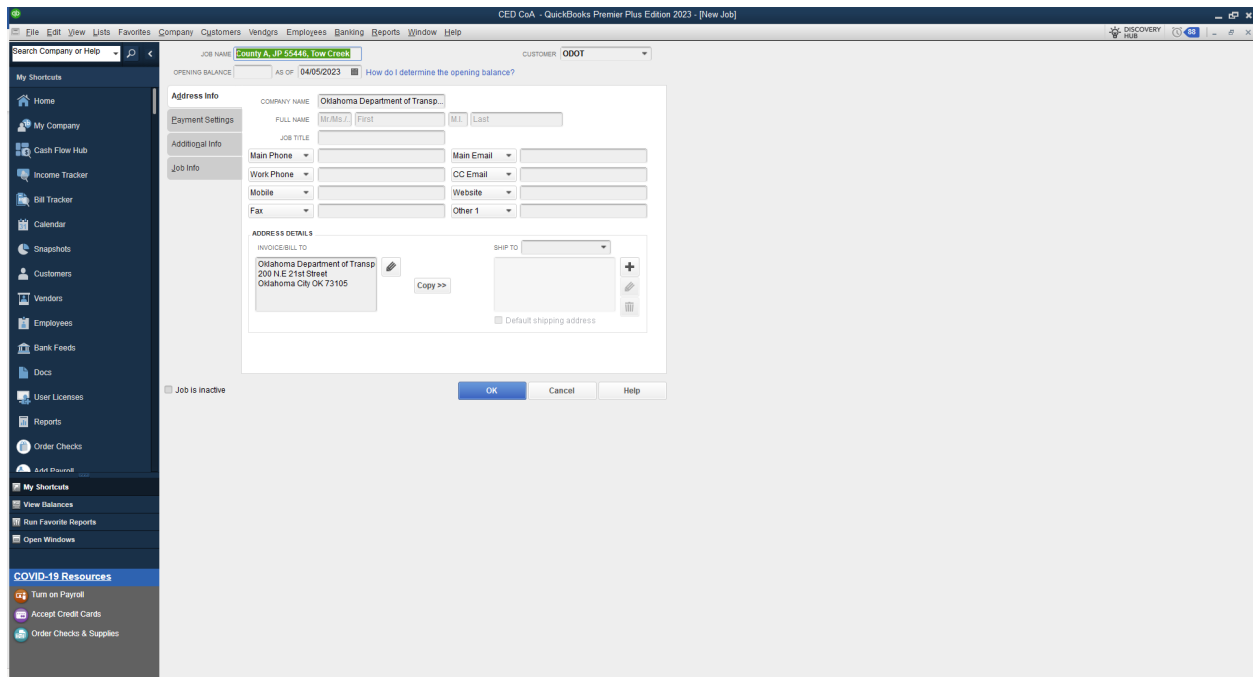 CED CoA - QuickBooks Premier Plus Edition 2023 - [New Job]
File Edit View Lists Favorites Company Customers Vendors Employees Banking Reports Window Help
DISCOVERY HUB 88
Search Company or Help
My Shortcuts
Home
My Company
Cash Flow Hub
Income Tracker
Bill Tracker
Calendar
Snapshots
Customers
Vendors
Employees
Bank Feeds
Docs
User Licenses
Reports
Order Checks
Add Payroll
My Shortcuts
View Balances
Run Favorite Reports
Open Windows
COVID-19 Resources
Turn on Payroll
Accept Credit Cards
Order Checks & Supplies
JOB NAME County A, JP 55446, Tow Creek CUSTOMER ODOT
OPENING BALANCE AS OF 04/05/2023 How do I determine the opening balance?
Address Info
Payment Settings
Additional Info
Job Info
COMPANY NAME Oklahoma Department of Transp...
FULL NAME Mr./Ms./.. First M.I. Last
JOB TITLE
Main Phone Main Email
Work Phone CC Email
Mobile Website
Fax Other 1
ADDRESS DETAILS
INVOICE/BILL TO SHIP TO
Oklahoma Department of Transp
200 N.E 21st Street
Oklahoma City OK 73105
Copy >>
Default shipping address
Job is inactive
OK Cancel Help